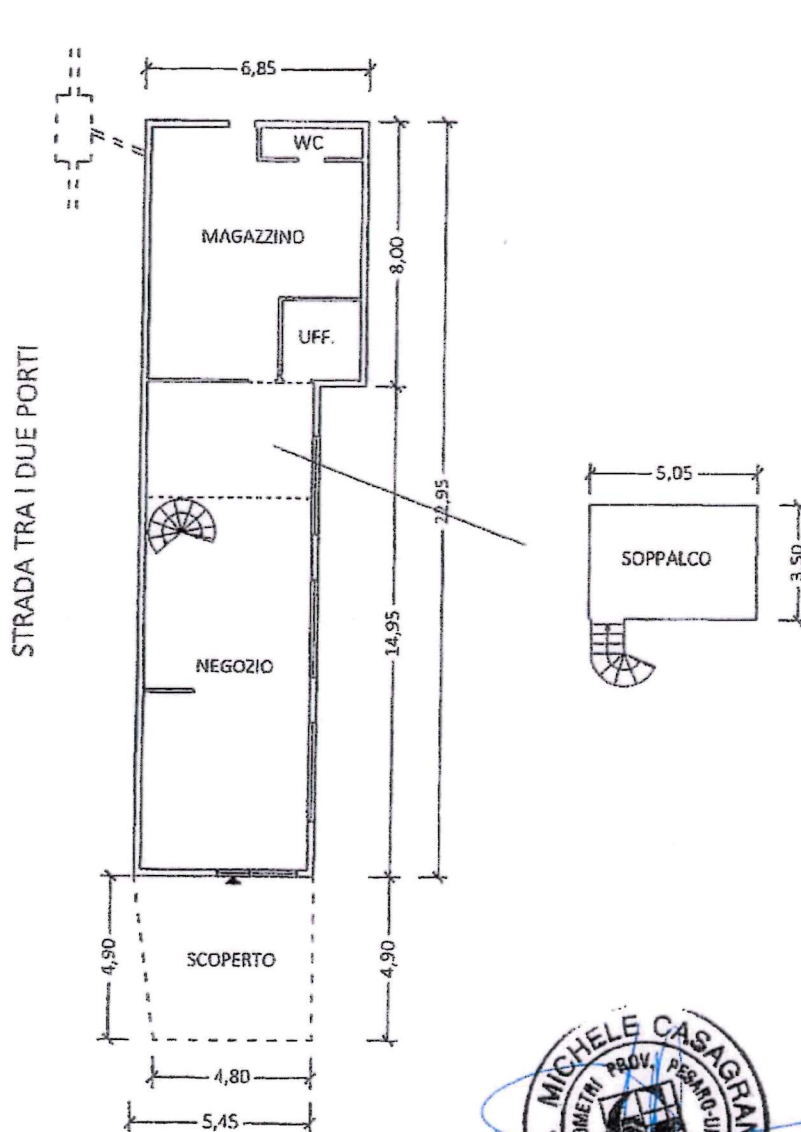 6,85
WC
MAGAZZINO
8,00
UFF.
STRADA TRA I DUE PORTI
22,95
5,05
SOPPALCO
3,50
14,95
NEGOZIO
4,90
SCOPERTO
4,90
4,80
5,45
MICHELE CASAGRAN
PROV. PESARO-U